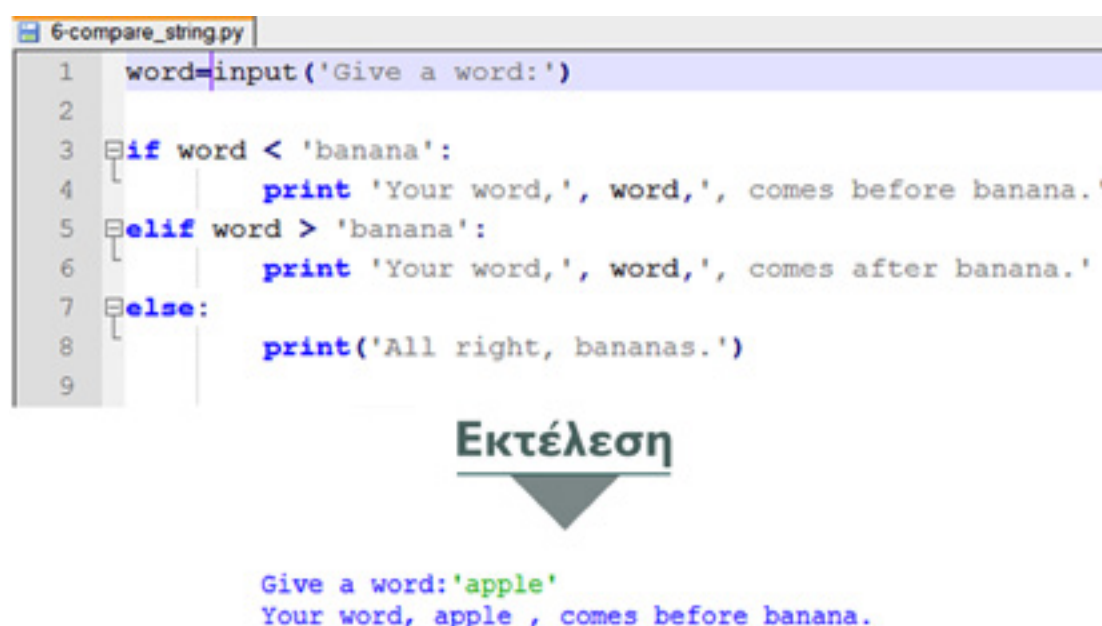 6-compare_string.py
1 word=input('Give a word:')
2
3 if word < 'banana':
4 print 'Your word,', word,', comes before banana.'
5 elif word > 'banana':
6 print 'Your word,', word,', comes after banana.'
7 else:
8 print('All right, bananas.')
9
Εκτέλεση
Give a word:'apple'
Your word, apple , comes before banana.